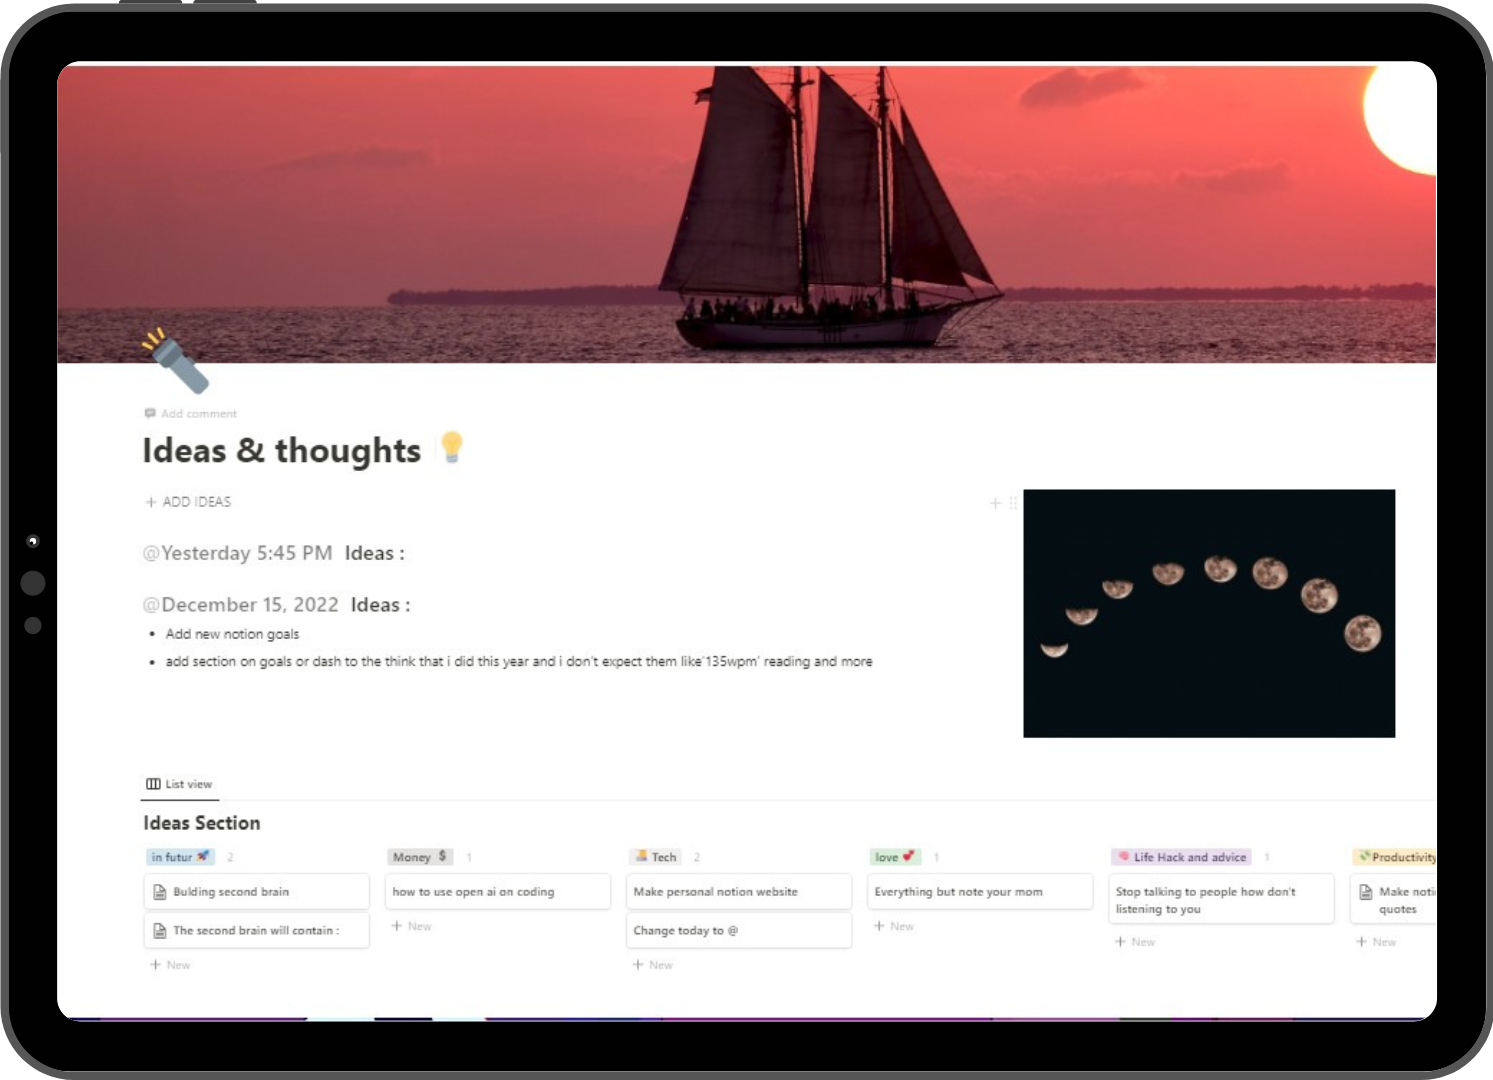 Add comment
Ideas & thoughts
+ ADD IDEAS
@Yesterday 5:45 PM Ideas :
@December 15, 2022 Ideas :
• Add new notion goals
• add section on goals or dash to the think that i did this year and i don't expect them like'135wpm' reading and more
List view
Ideas Section
in futur 🚀 2
Bulding second brain
The second brain will contain :
+ New
Money 💲 1
how to use open ai on coding
+ New
Tech 2
Make personal notion website
Change today to @
+ New
love 💕 1
Everything but note your mom
+ New
🧠 Life Hack and advice 1
Stop talking to people how don't
listening to you
+ New
💸 Productivity
Make noti
quotes
+ New